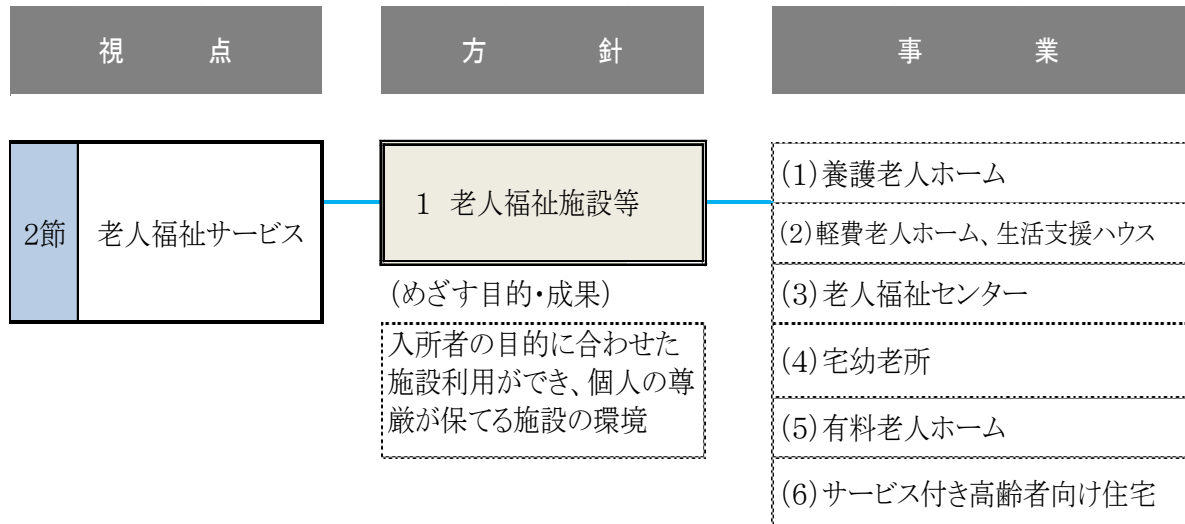 視　　点
方　　針
事　　業
2節
老人福祉サービス
1 老人福祉施設等
(めざす目的・成果)
入所者の目的に合わせた
施設利用ができ、個人の尊
厳が保てる施設の環境
(1)養護老人ホーム
(2)軽費老人ホーム、生活支援ハウス
(3)老人福祉センター
(4)宅幼老所
(5)有料老人ホーム
(6)サービス付き高齢者向け住宅